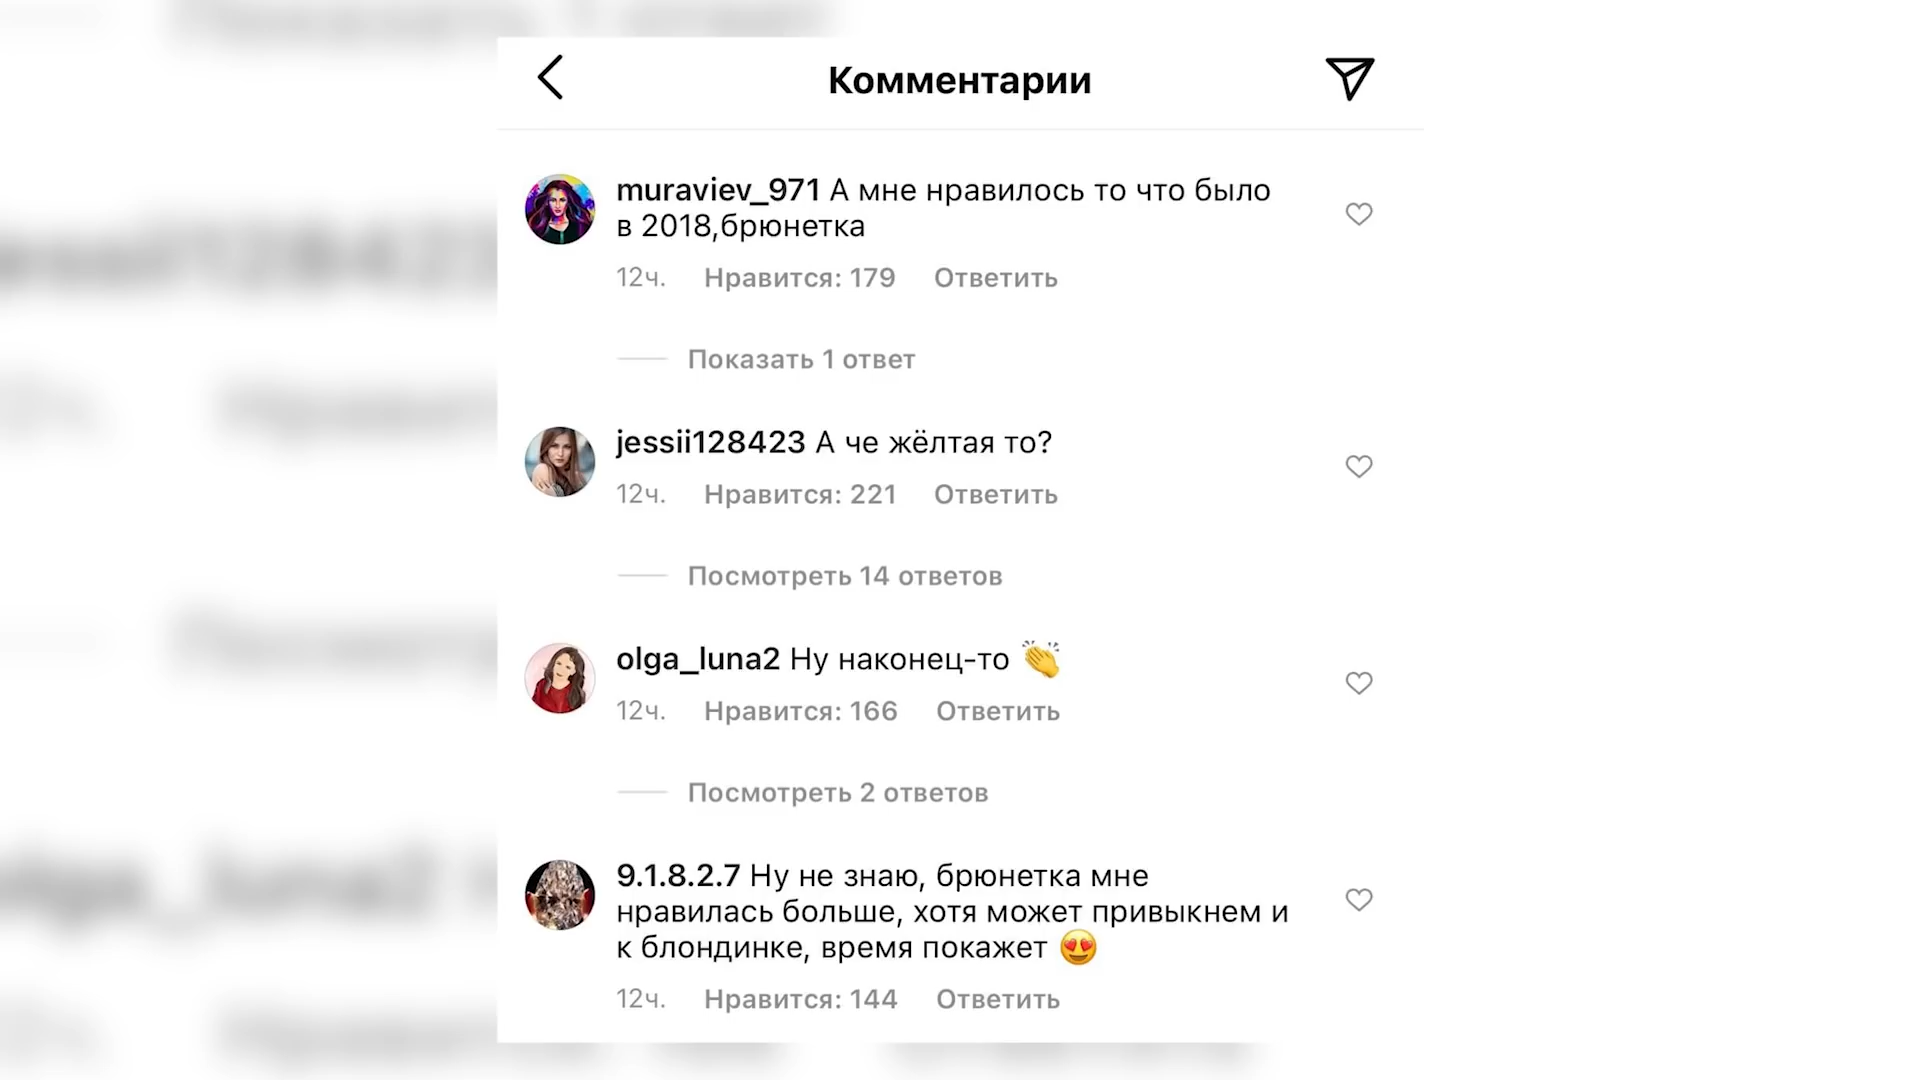 Комментарии
muraviev_971 А мне нравилось то что было
в 2018,брюнетка
12ч. Нравится: 179 Ответить
Показать 1 ответ
jessii128423 А че жёлтая то?
12ч. Нравится: 221 Ответить
Посмотреть 14 ответов
olga_luna2 Ну наконец-то 👏
12ч. Нравится: 166 Ответить
Посмотреть 2 ответов
9.1.8.2.7 Ну не знаю, брюнетка мне
нравилась больше, хотя может привыкнем и
к блондинке, время покажет 😍
12ч. Нравится: 144 Ответить